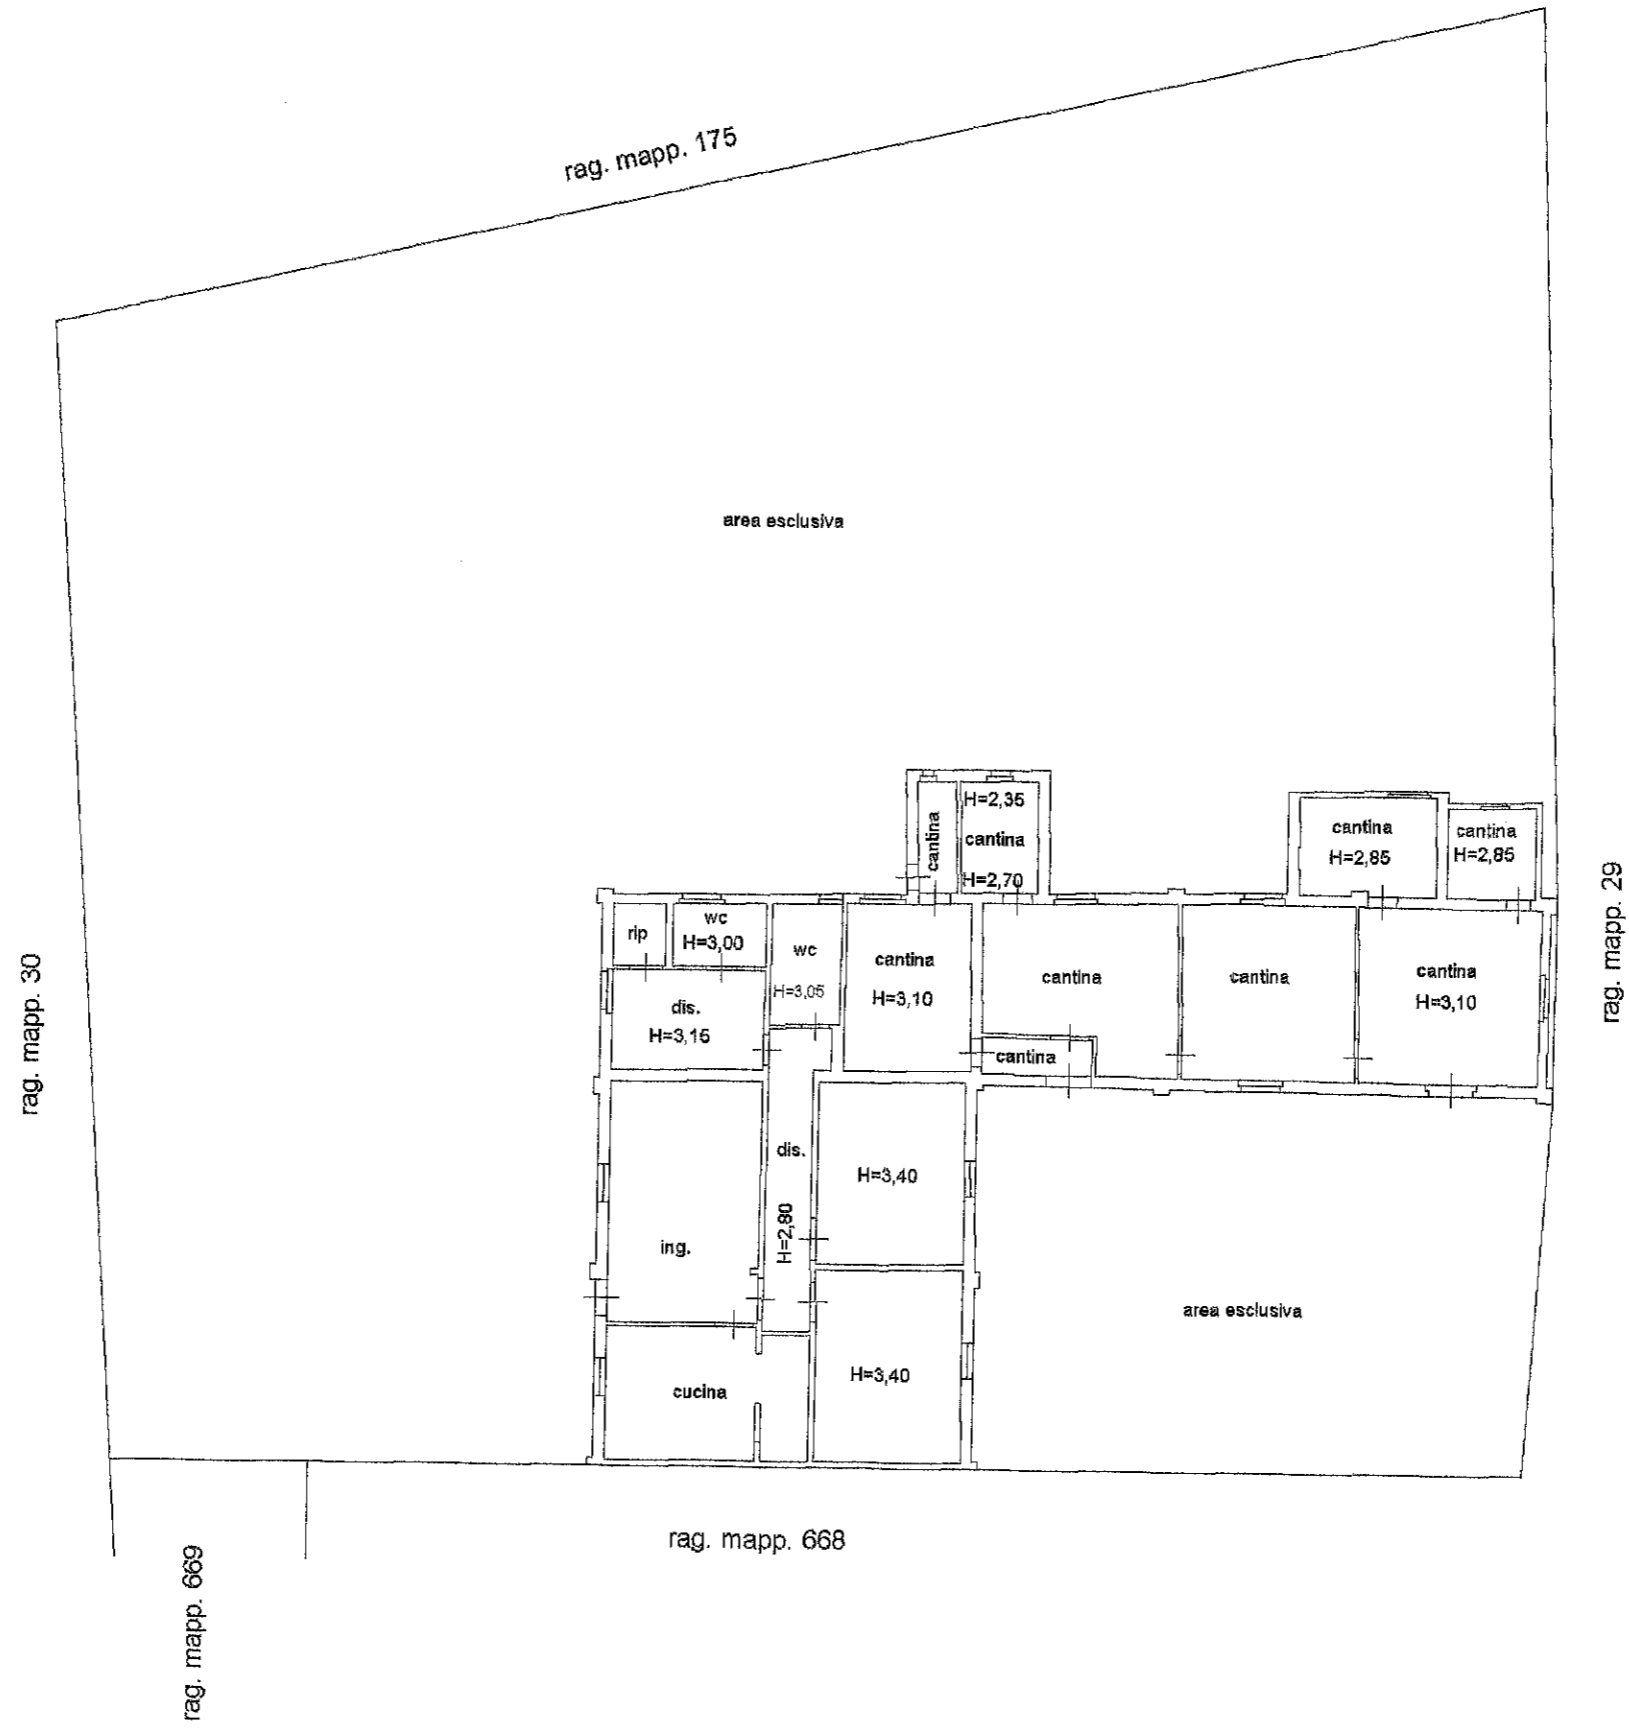 rag. mapp. 175
area esclusiva
cantina
H=2,35
cantina
H=2,70
cantina
H=2,85
cantina
H=2,85
rip
wc
H=3,00
wc
H=3,05
cantina
H=3,10
cantina
cantina
cantina
H=3,10
dis.
H=3,15
cantina
rag. mapp. 30
rag. mapp. 29
dis.
H=2,80
H=3,40
ing.
area esclusiva
cucina
H=3,40
rag. mapp. 668
rag. mapp. 669